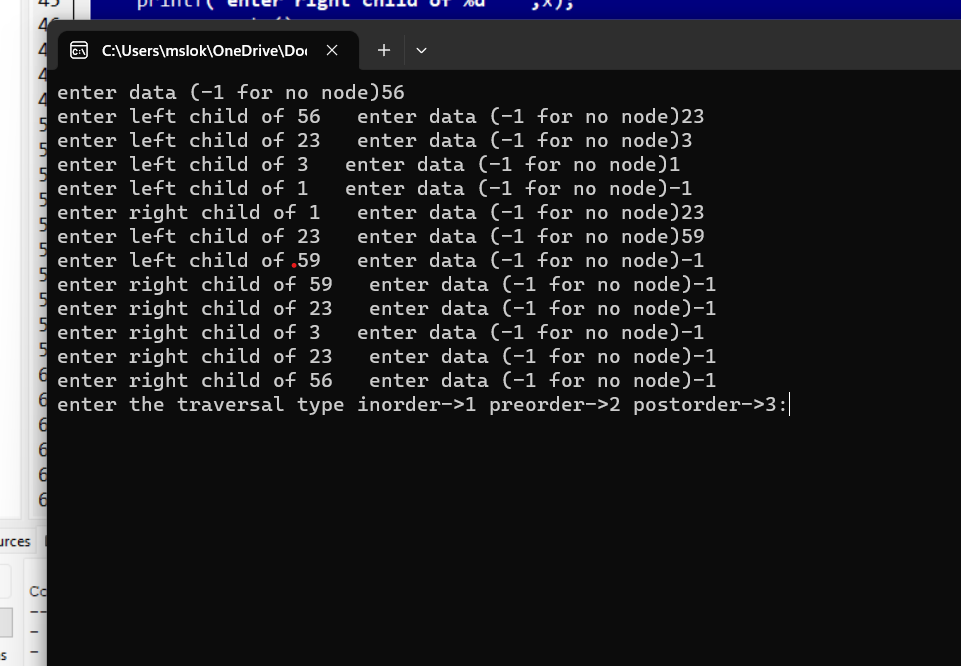 45 printf("enter right child of %d ",x);
C:\Users\mslok\OneDrive\Doc
enter data (-1 for no node)56
enter left child of 56   enter data (-1 for no node)23
enter left child of 23   enter data (-1 for no node)3
enter left child of 3   enter data (-1 for no node)1
enter left child of 1   enter data (-1 for no node)-1
enter right child of 1   enter data (-1 for no node)23
enter left child of 23   enter data (-1 for no node)59
enter left child of 59   enter data (-1 for no node)-1
enter right child of 59   enter data (-1 for no node)-1
enter right child of 23   enter data (-1 for no node)-1
enter right child of 3   enter data (-1 for no node)-1
enter right child of 23   enter data (-1 for no node)-1
enter right child of 56   enter data (-1 for no node)-1
enter the traversal type inorder->1 preorder->2 postorder->3:
urces
Co